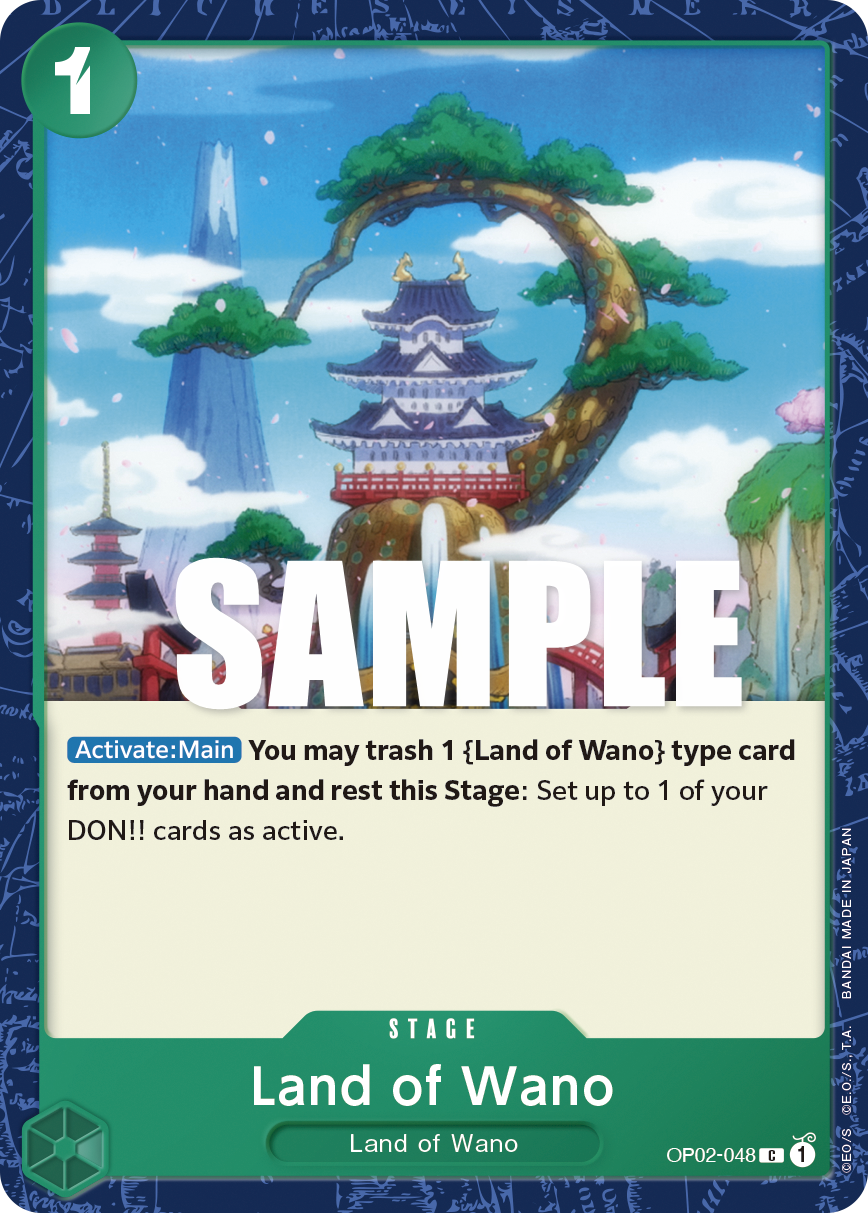 1
SAMPLE
Activate:Main You may trash 1 {Land of Wano} type card
from your hand and rest this Stage: Set up to 1 of your
DON!! cards as active.
STAGE
Land of Wano
Land of Wano
OP02-048 C 1
©EO/S ©E.O./S., T.A. BANDAI MADE IN JAPAN